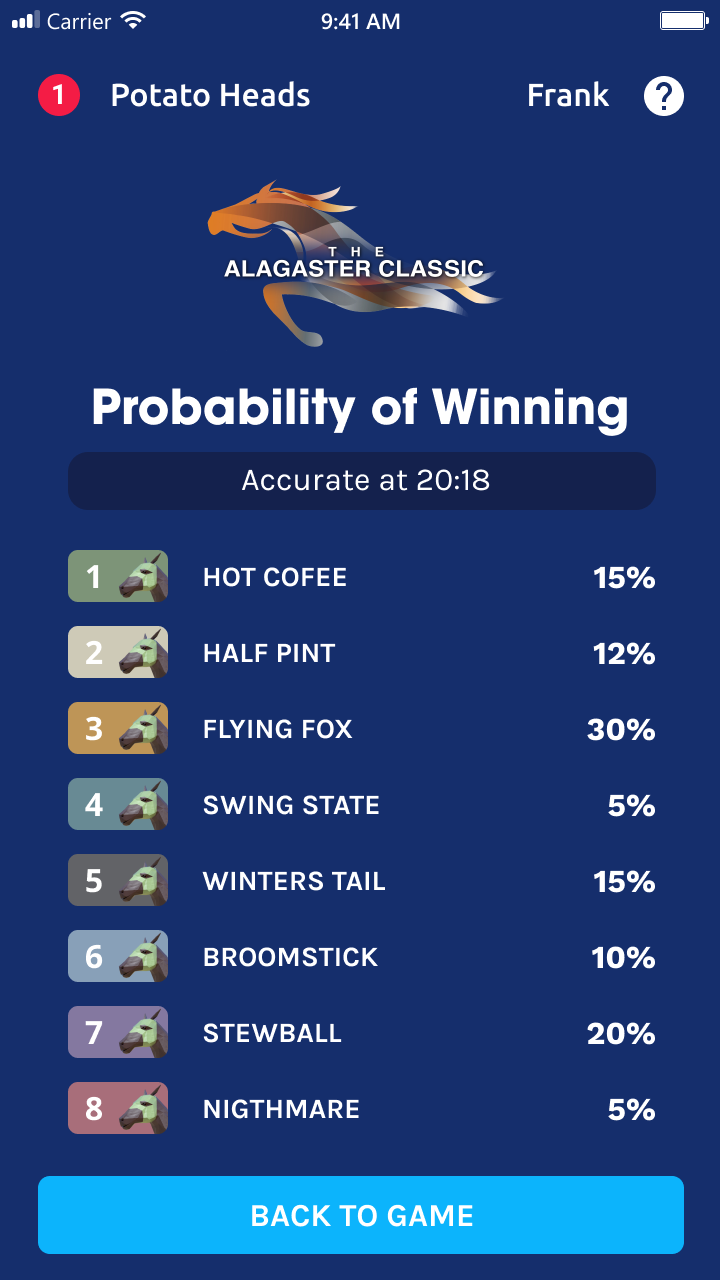 Carrier 9:41 AM
1 Potato Heads Frank ?
THE
ALAGASTER CLASSIC
Probability of Winning
Accurate at 20:18
1 HOT COFEE 15%
2 HALF PINT 12%
3 FLYING FOX 30%
4 SWING STATE 5%
5 WINTERS TAIL 15%
6 BROOMSTICK 10%
7 STEWBALL 20%
8 NIGTHMARE 5%
BACK TO GAME